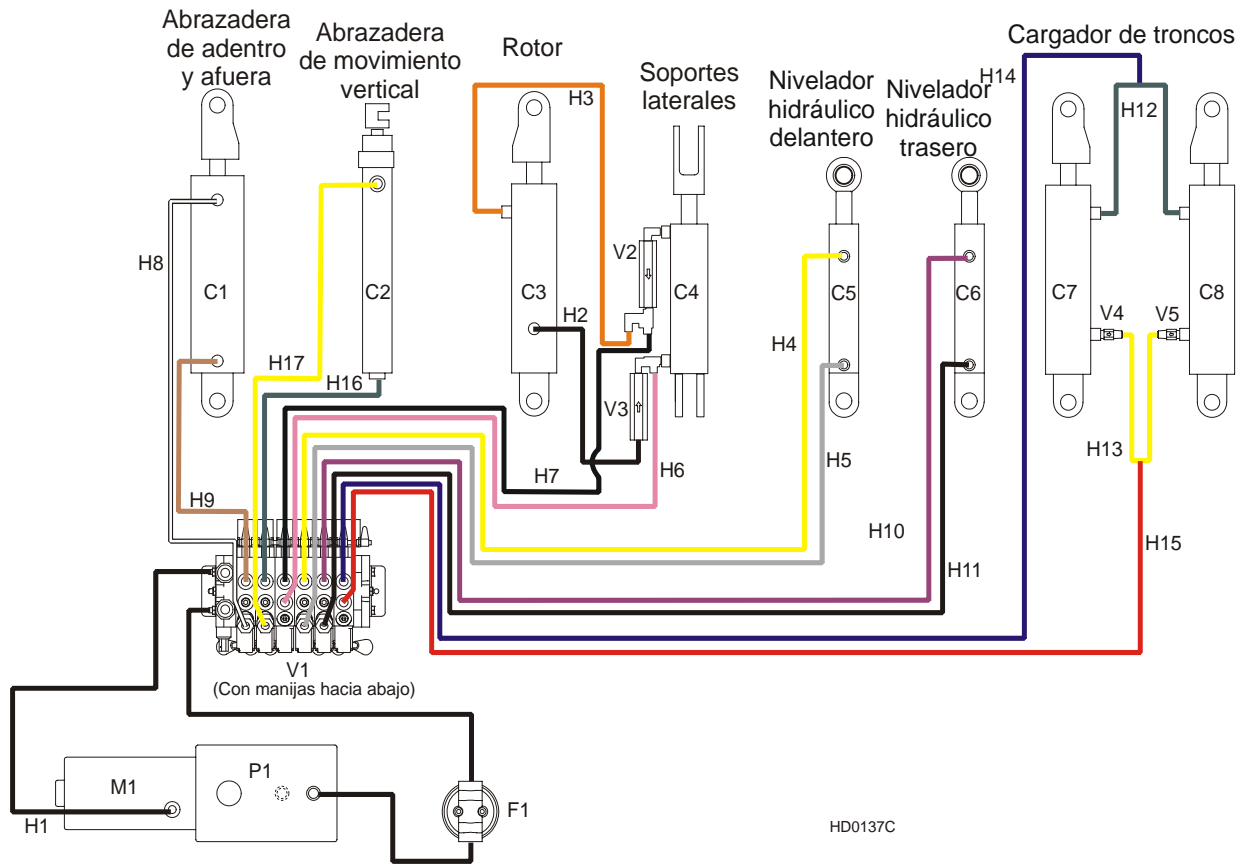 Abrazadera
de adentro
y afuera
Abrazadera
de movimiento
vertical
Rotor
Soportes
laterales
Nivelador
hidráulico
delantero
Nivelador
hidráulico
trasero
Cargador de troncos
H14
H3
H12
H8
V2
C1
C2
C3
C4
C5
C6
C7
C8
H2
V4
V5
H17
H4
H16
V3
H13
H7
H6
H5
H9
H10
H15
H11
V1
(Con manijas hacia abajo)
P1
M1
F1
H1
HD0137C